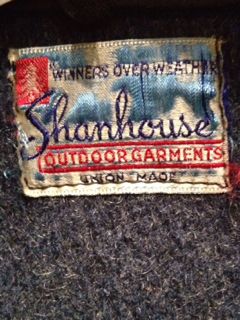 WINNERS OVER WEATHER
Shanhouse
OUTDOOR GARMENTS
UNION MADE